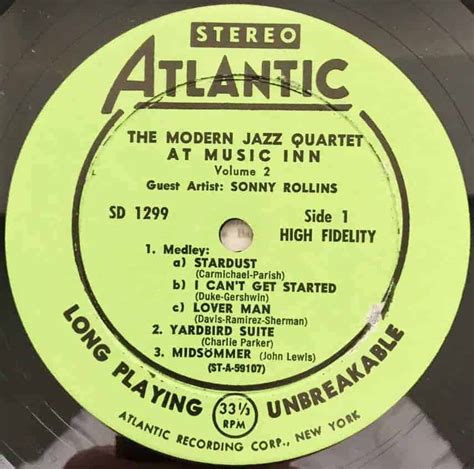 STEREO
ATLANTIC
THE MODERN JAZZ QUARTET
AT MUSIC INN
Volume 2
Guest Artist: SONNY ROLLINS
SD 1299
Side 1
HIGH FIDELITY
1. Medley:
a) STARDUST
(Carmichael-Parish)
b) I CAN'T GET STARTED
(Duke-Gershwin)
c) LOVER MAN
(Davis-Ramirez-Sherman)
2. YARDBIRD SUITE
(Charlie Parker)
3. MIDSÖMMER (John Lewis)
(ST-A-59107)
LONG PLAYING 33⅓ RPM UNBREAKABLE
ATLANTIC RECORDING CORP., NEW YORK